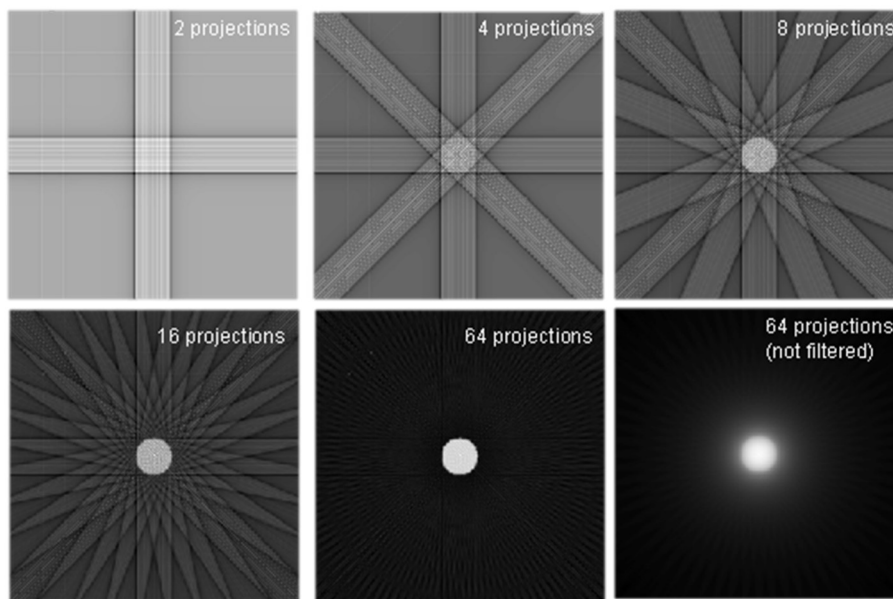 2 projections
4 projections
8 projections
16 projections
64 projections
64 projections
(not filtered)